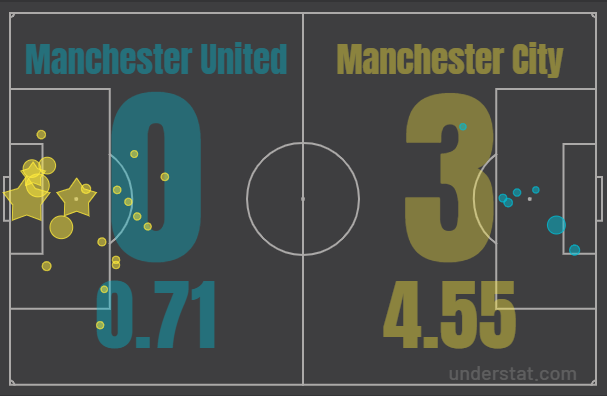 Manchester United
Manchester City
0
3
0.71
4.55
understat.com